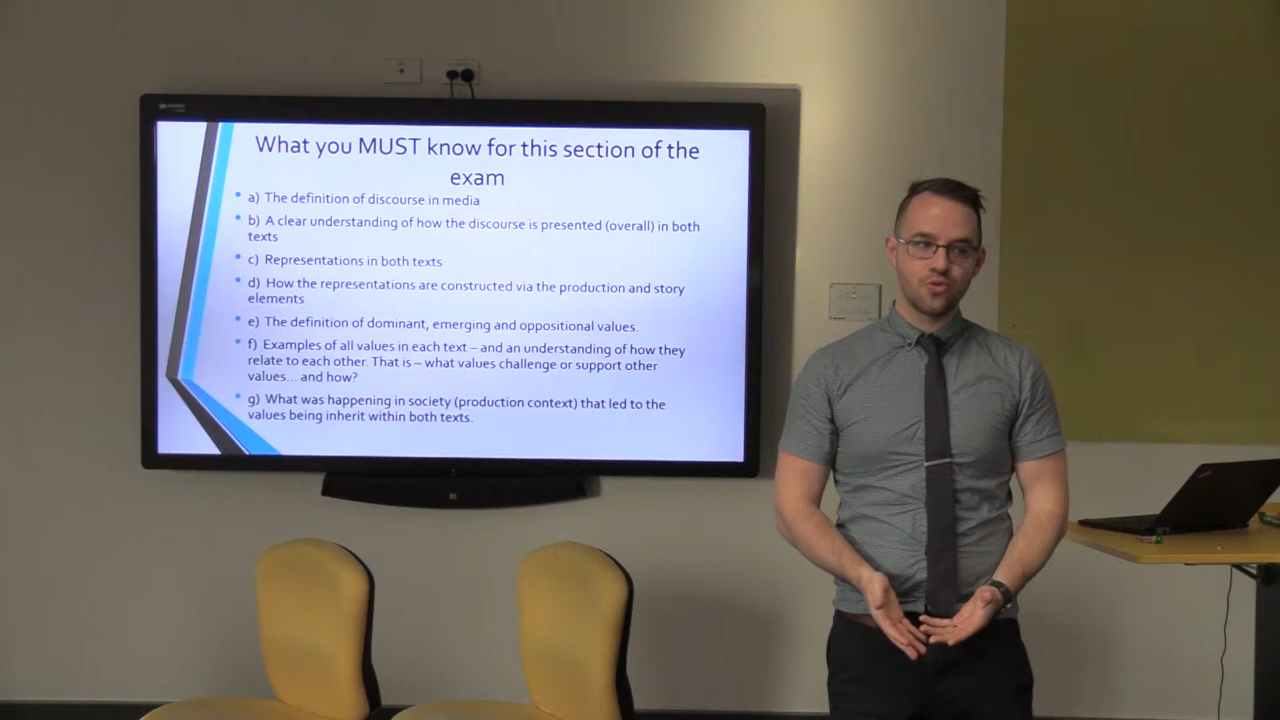 What you MUST know for this section of the
exam
a) The definition of discourse in media
b) A clear understanding of how the discourse is presented (overall) in both
texts
c) Representations in both texts
d) How the representations are constructed via the production and story
elements
e) The definition of dominant, emerging and oppositional values.
f) Examples of all values in each text – and an understanding of how they
relate to each other. That is – what values challenge or support other
values... and how?
g) What was happening in society (production context) that led to the
values being inherit within both texts.